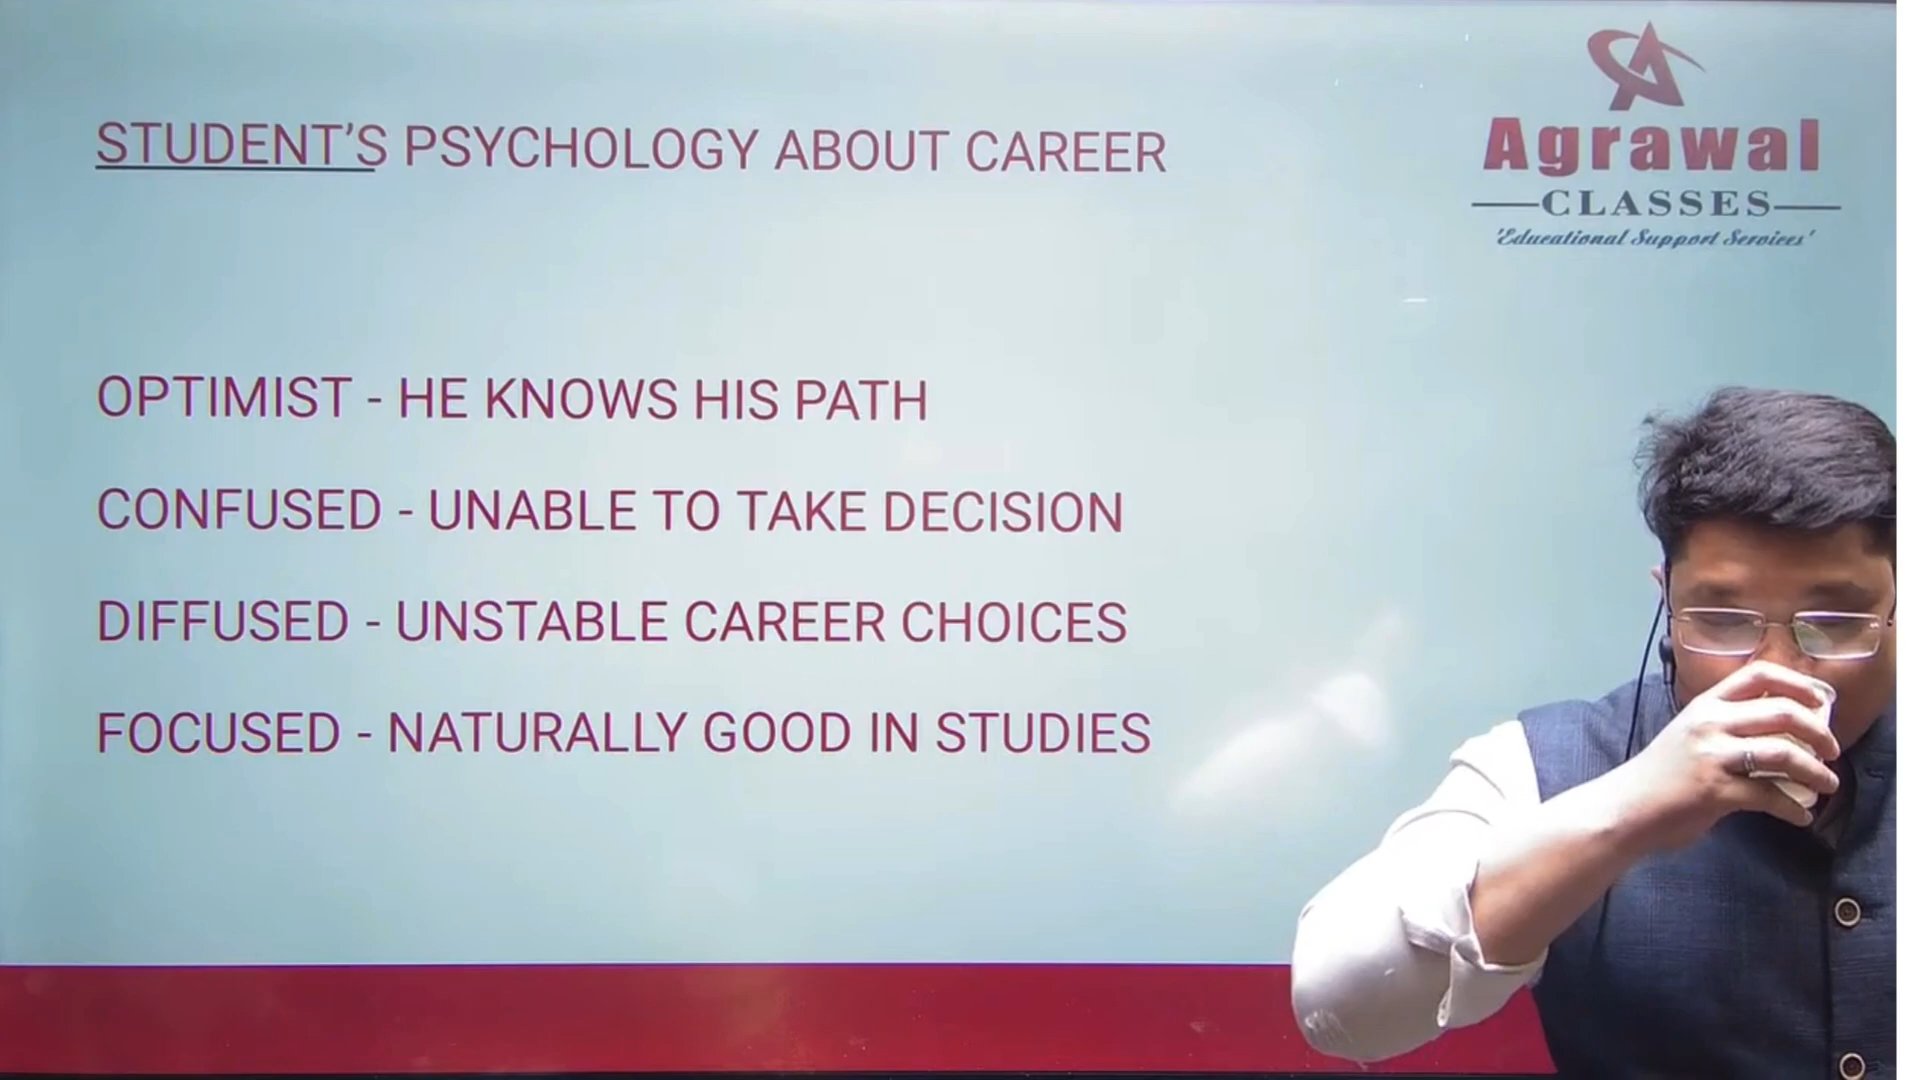 STUDENT'S PSYCHOLOGY ABOUT CAREER
Agrawal
CLASSES
'Educational Support Services'
OPTIMIST - HE KNOWS HIS PATH
CONFUSED - UNABLE TO TAKE DECISION
DIFFUSED - UNSTABLE CAREER CHOICES
FOCUSED - NATURALLY GOOD IN STUDIES